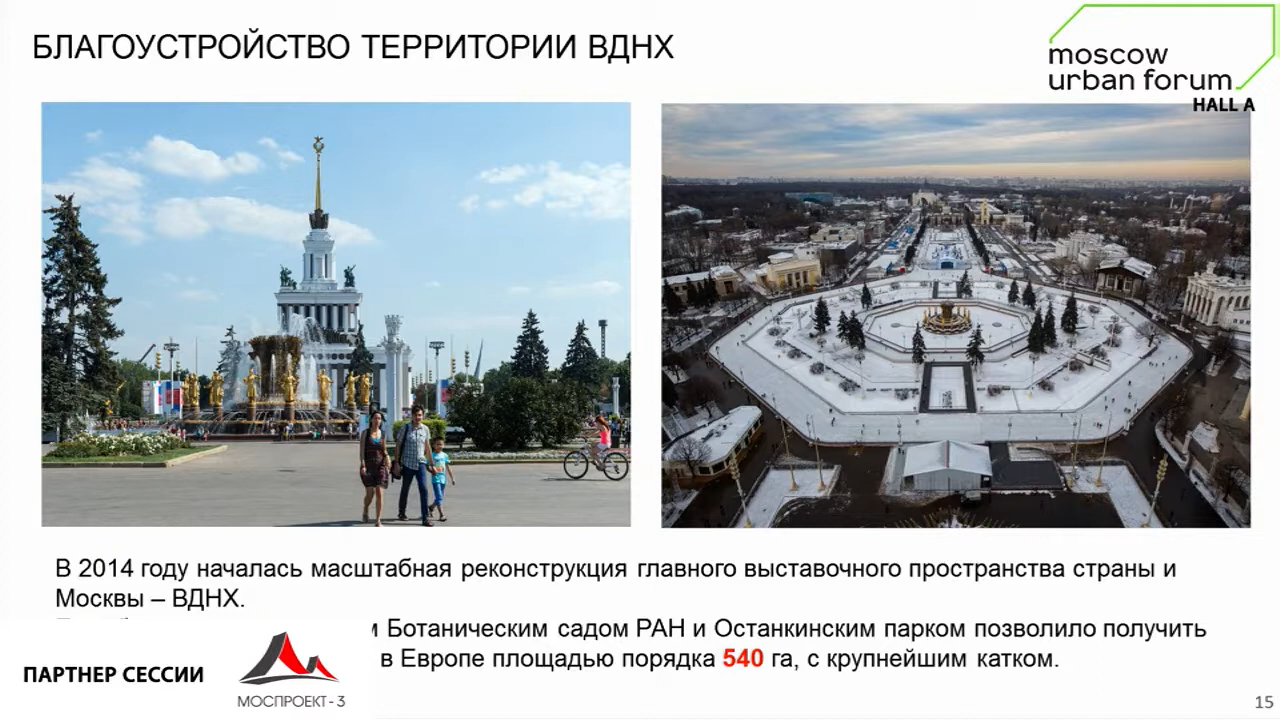 БЛАГОУСТРОЙСТВО ТЕРРИТОРИИ ВДНХ
moscow
urban forum
HALL A
В 2014 году началась масштабная реконструкция главного выставочного пространства страны и
Москвы – ВДНХ.
Ботаническим садом РАН и Останкинским парком позволило получить
в Европе площадью порядка 540 га, с крупнейшим катком.
ПАРТНЕР СЕССИИ
МОСПРОЕКТ-3
15